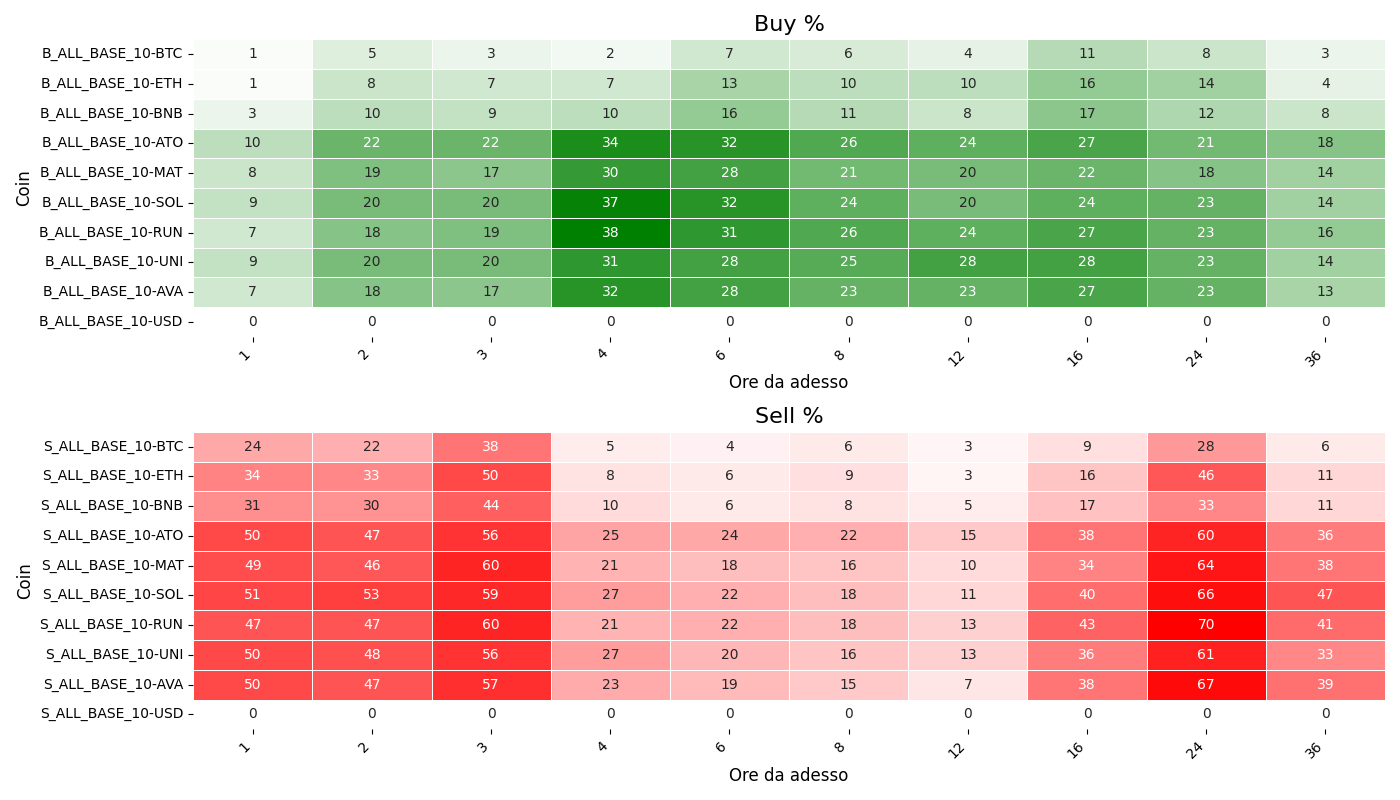 Buy %
Coin
B_ALL_BASE_10-BTC 1 5 3 2 7 6 4 11 8 3
B_ALL_BASE_10-ETH 1 8 7 7 13 10 10 16 14 4
B_ALL_BASE_10-BNB 3 10 9 10 16 11 8 17 12 8
B_ALL_BASE_10-ATO 10 22 22 34 32 26 24 27 21 18
B_ALL_BASE_10-MAT 8 19 17 30 28 21 20 22 18 14
B_ALL_BASE_10-SOL 9 20 20 37 32 24 20 24 23 14
B_ALL_BASE_10-RUN 7 18 19 38 31 26 24 27 23 16
B_ALL_BASE_10-UNI 9 20 20 31 28 25 28 28 23 14
B_ALL_BASE_10-AVA 7 18 17 32 28 23 23 27 23 13
B_ALL_BASE_10-USD 0 0 0 0 0 0 0 0 0 0
1 2 3 4 6 8 12 16 24 36
Ore da adesso
Sell %
Coin
S_ALL_BASE_10-BTC 24 22 38 5 4 6 3 9 28 6
S_ALL_BASE_10-ETH 34 33 50 8 6 9 3 16 46 11
S_ALL_BASE_10-BNB 31 30 44 10 6 8 5 17 33 11
S_ALL_BASE_10-ATO 50 47 56 25 24 22 15 38 60 36
S_ALL_BASE_10-MAT 49 46 60 21 18 16 10 34 64 38
S_ALL_BASE_10-SOL 51 53 59 27 22 18 11 40 66 47
S_ALL_BASE_10-RUN 47 47 60 21 22 18 13 43 70 41
S_ALL_BASE_10-UNI 50 48 56 27 20 16 13 36 61 33
S_ALL_BASE_10-AVA 50 47 57 23 19 15 7 38 67 39
S_ALL_BASE_10-USD 0 0 0 0 0 0 0 0 0 0
1 2 3 4 6 8 12 16 24 36
Ore da adesso